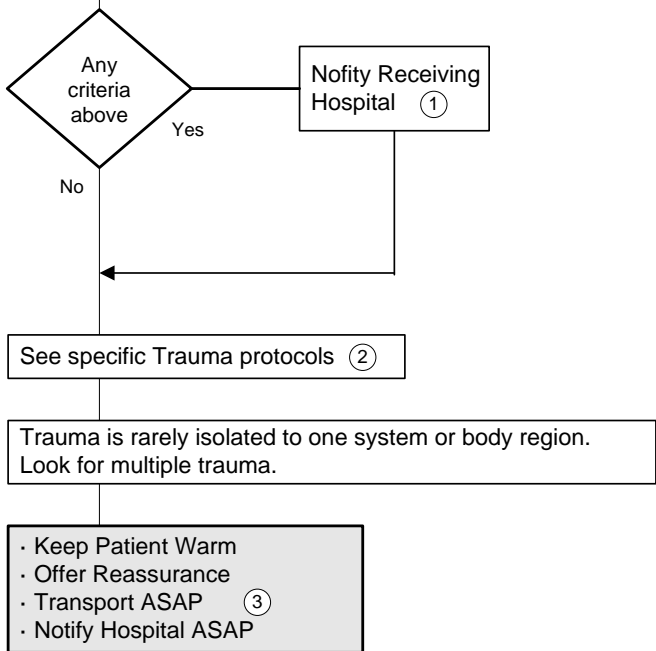 Any
criteria
above
Yes
No
Nofity Receiving
Hospital ①
See specific Trauma protocols ②
Trauma is rarely isolated to one system or body region.
Look for multiple trauma.
· Keep Patient Warm
· Offer Reassurance
· Transport ASAP ③
· Notify Hospital ASAP